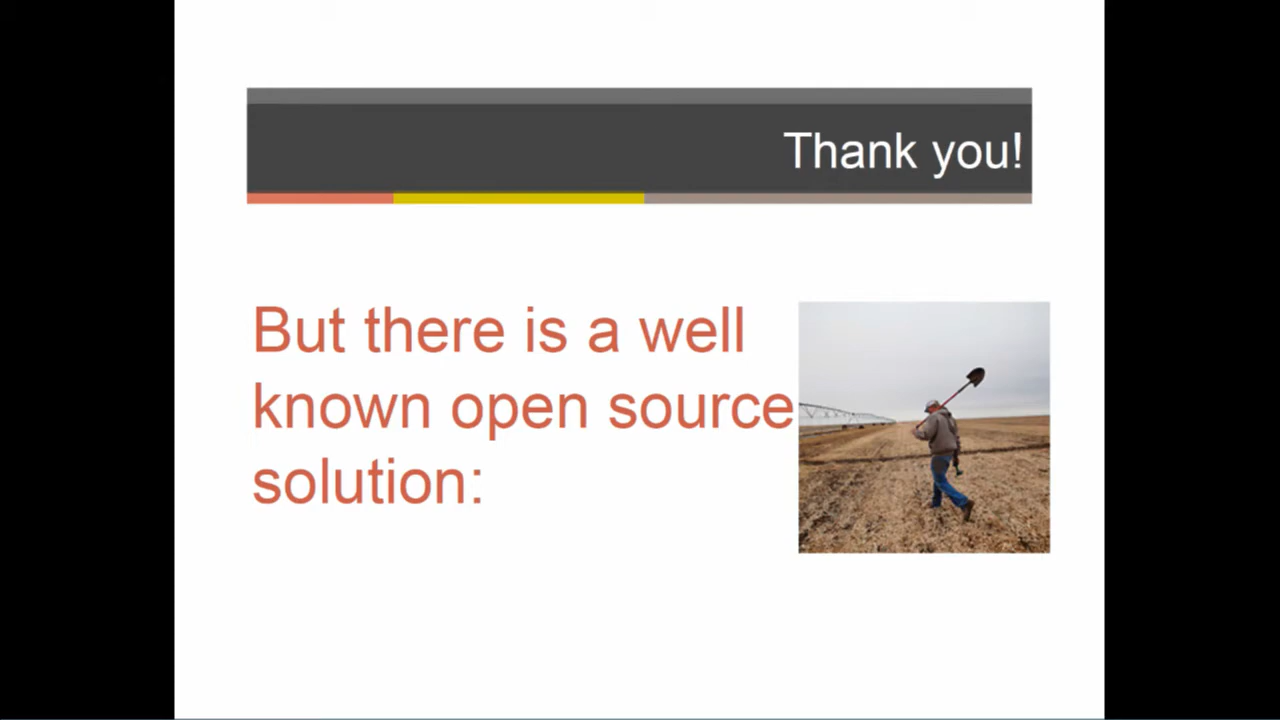 Thank you!
But there is a well
known open source
solution: